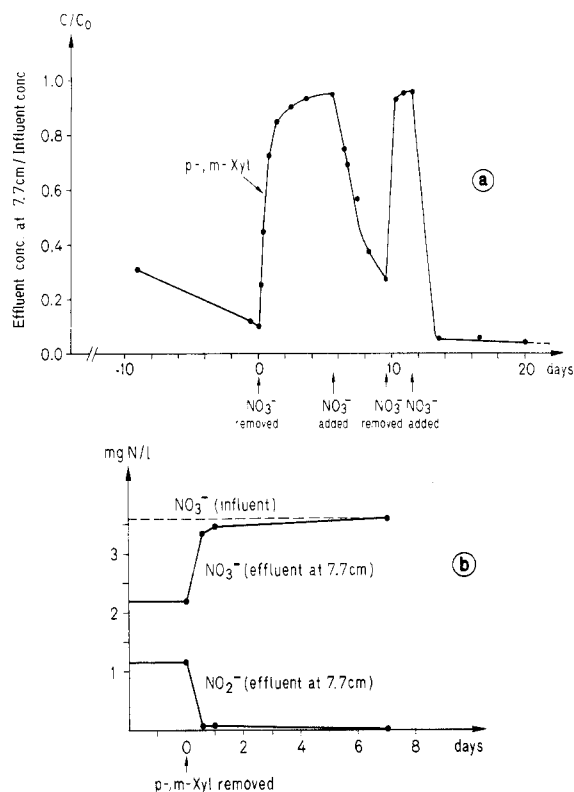 C/C₀
Effluent conc. at 7.7cm / Influent conc
1.0
0.8
0.6
0.4
0.2
0.0
p-, m-Xyl
a
-10
0
10
20
days
NO₃⁻ removed
NO₃⁻ added
NO₃⁻ removed
NO₃⁻ added
mg N/l
NO₃⁻ (influent)
3
NO₃⁻ (effluent at 7.7cm)
b
2
1
NO₂⁻ (effluent at 7.7cm)
0
2
4
6
8
days
p-, m-Xyl removed